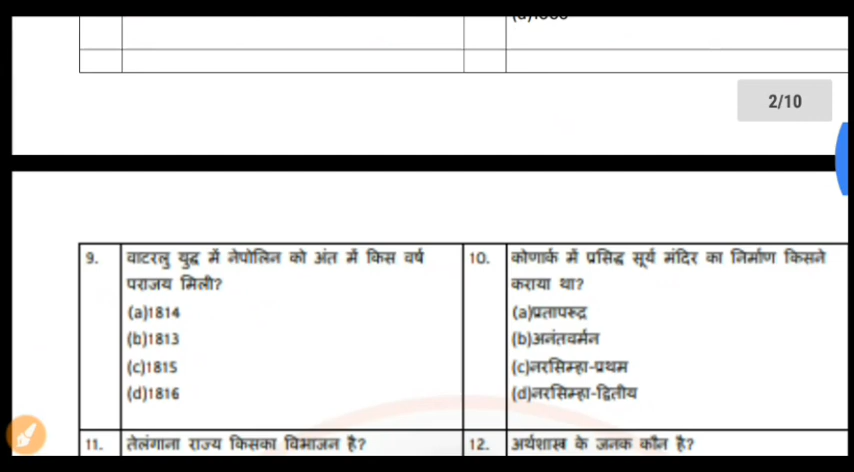 2/10
9. वाटरलु युद्ध में नेपोलिन को अंत में किस वर्ष
पराजय मिली?
(a)1814
(b)1813
(c)1815
(d)1816
10. कोणार्क में प्रसिद्ध सूर्य मंदिर का निर्माण किसने
कराया था?
(a)प्रतापरूद्र
(b)अनंतवर्मन
(c)नरसिम्हा-प्रथम
(d)नरसिम्हा-द्वितीय
11. तेलंगाना राज्य किसका विभाजन है?
12. अर्थशास्त्र के जनक कौन है?